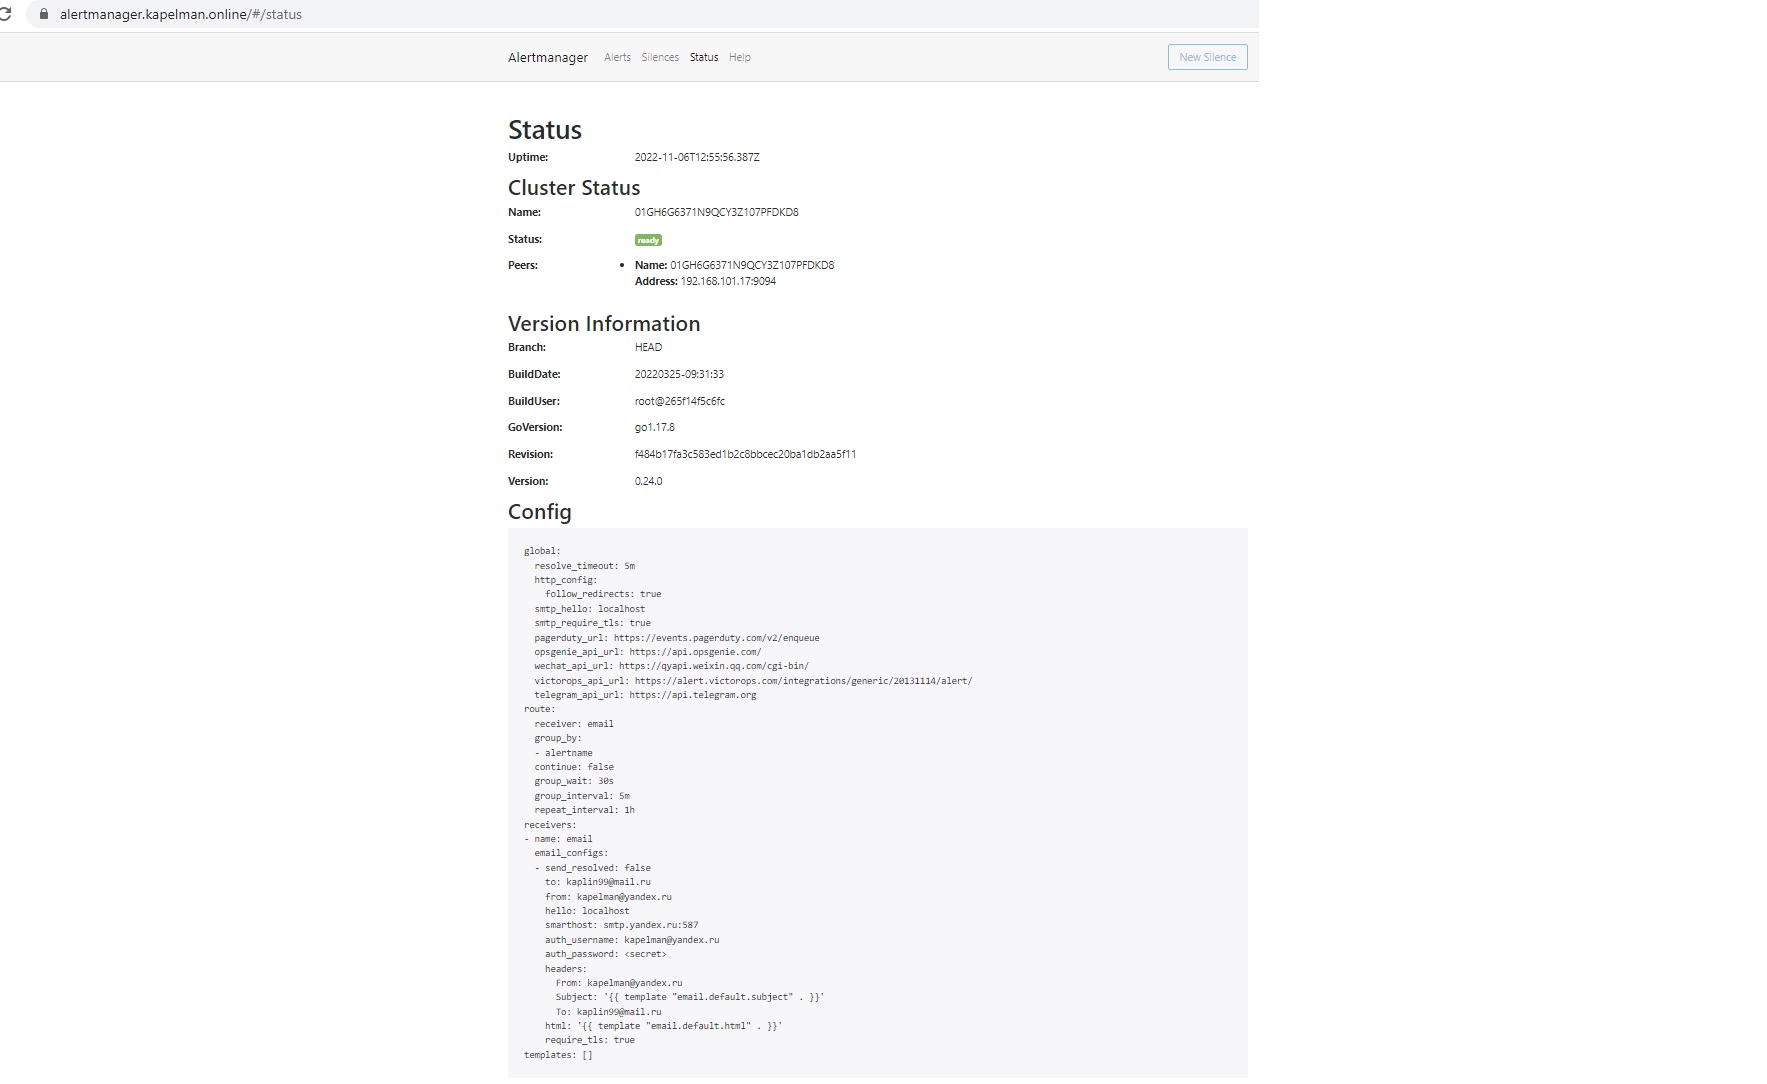 alertmanager.kapelman.online/#/status
Alertmanager Alerts Silences Status Help New Silence
Status
Uptime: 2022-11-06T12:55:56.387Z
Cluster Status
Name: 01GH6G6371N9QCY3Z107PFDKD8
Status: ready
Peers: • Name: 01GH6G6371N9QCY3Z107PFDKD8
Address: 192.168.101.17:9094
Version Information
Branch: HEAD
BuildDate: 20220325-09:31:33
BuildUser: root@265f14f5c6fc
GoVersion: go1.17.8
Revision: f484b17fa3c583ed1b2c8bbcec20ba1db2aa5f11
Version: 0.24.0
Config
global:
  resolve_timeout: 5m
  http_config:
    follow_redirects: true
  smtp_hello: localhost
  smtp_require_tls: true
  pagerduty_url: https://events.pagerduty.com/v2/enqueue
  opsgenie_api_url: https://api.opsgenie.com/
  wechat_api_url: https://qyapi.weixin.qq.com/cgi-bin/
  victorops_api_url: https://alert.victorops.com/integrations/generic/20131114/alert/
  telegram_api_url: https://api.telegram.org
route:
  receiver: email
  group_by:
  - alertname
  continue: false
  group_wait: 30s
  group_interval: 5m
  repeat_interval: 1h
receivers:
- name: email
  email_configs:
  - send_resolved: false
    to: kaplin99@mail.ru
    from: kapelman@yandex.ru
    hello: localhost
    smarthost: smtp.yandex.ru:587
    auth_username: kapelman@yandex.ru
    auth_password: <secret>
    headers:
      From: kapelman@yandex.ru
      Subject: '{{ template "email.default.subject" . }}'
      To: kaplin99@mail.ru
    html: '{{ template "email.default.html" . }}'
    require_tls: true
templates: []